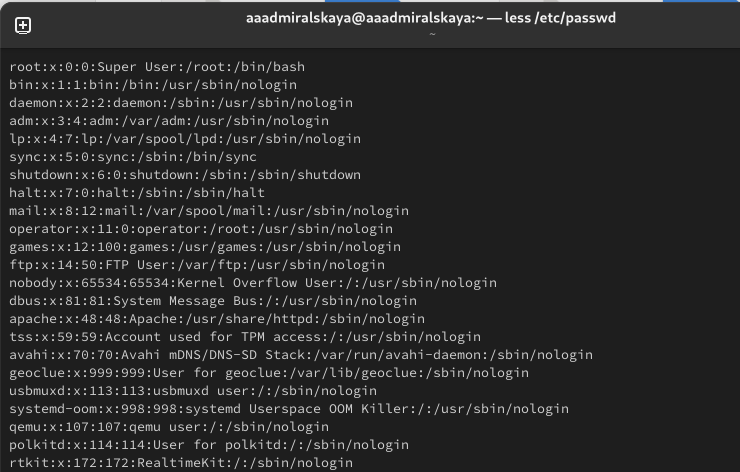 aaadmiralskaya@aaadmiralskaya:~ — less /etc/passwd
~
root:x:0:0:Super User:/root:/bin/bash
bin:x:1:1:bin:/bin:/usr/sbin/nologin
daemon:x:2:2:daemon:/sbin:/usr/sbin/nologin
adm:x:3:4:adm:/var/adm:/usr/sbin/nologin
lp:x:4:7:lp:/var/spool/lpd:/usr/sbin/nologin
sync:x:5:0:sync:/sbin:/bin/sync
shutdown:x:6:0:shutdown:/sbin:/sbin/shutdown
halt:x:7:0:halt:/sbin:/sbin/halt
mail:x:8:12:mail:/var/spool/mail:/usr/sbin/nologin
operator:x:11:0:operator:/root:/usr/sbin/nologin
games:x:12:100:games:/usr/games:/usr/sbin/nologin
ftp:x:14:50:FTP User:/var/ftp:/usr/sbin/nologin
nobody:x:65534:65534:Kernel Overflow User:/:/usr/sbin/nologin
dbus:x:81:81:System Message Bus:/:/usr/sbin/nologin
apache:x:48:48:Apache:/usr/share/httpd:/sbin/nologin
tss:x:59:59:Account used for TPM access:/:/usr/sbin/nologin
avahi:x:70:70:Avahi mDNS/DNS-SD Stack:/var/run/avahi-daemon:/sbin/nologin
geoclue:x:999:999:User for geoclue:/var/lib/geoclue:/sbin/nologin
usbmuxd:x:113:113:usbmuxd user:/:/sbin/nologin
systemd-oom:x:998:998:systemd Userspace OOM Killer:/:/usr/sbin/nologin
qemu:x:107:107:qemu user:/:/sbin/nologin
polkitd:x:114:114:User for polkitd:/:/sbin/nologin
rtkit:x:172:172:RealtimeKit:/:/sbin/nologin